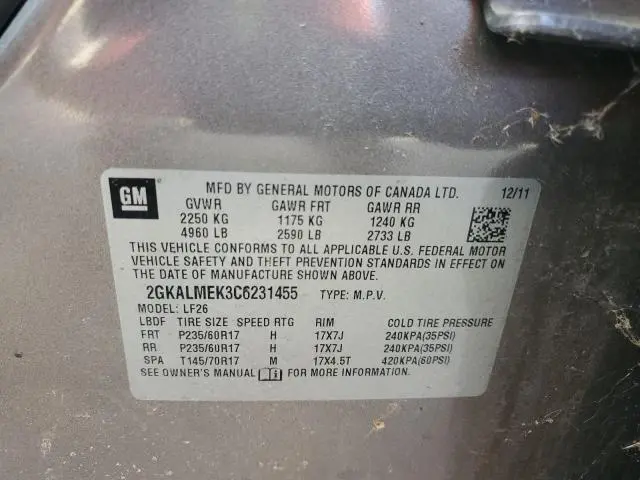 GM
MFD BY GENERAL MOTORS OF CANADA LTD. 12/11
GVWR GAWR FRT GAWR RR
2250 KG 1175 KG 1240 KG
4960 LB 2590 LB 2733 LB
THIS VEHICLE CONFORMS TO ALL APPLICABLE U.S. FEDERAL MOTOR
VEHICLE SAFETY AND THEFT PREVENTION STANDARDS IN EFFECT ON
THE DATE OF MANUFACTURE SHOWN ABOVE.
2GKALMEK3C6231455 TYPE: M.P.V.
MODEL: LF26
LBDF TIRE SIZE SPEED RTG RIM COLD TIRE PRESSURE
FRT P235/60R17 H 17X7J 240KPA(35PSI)
RR P235/60R17 H 17X7J 240KPA(35PSI)
SPA T145/70R17 M 17X4.5T 420KPA(60PSI)
SEE OWNER'S MANUAL FOR MORE INFORMATION.